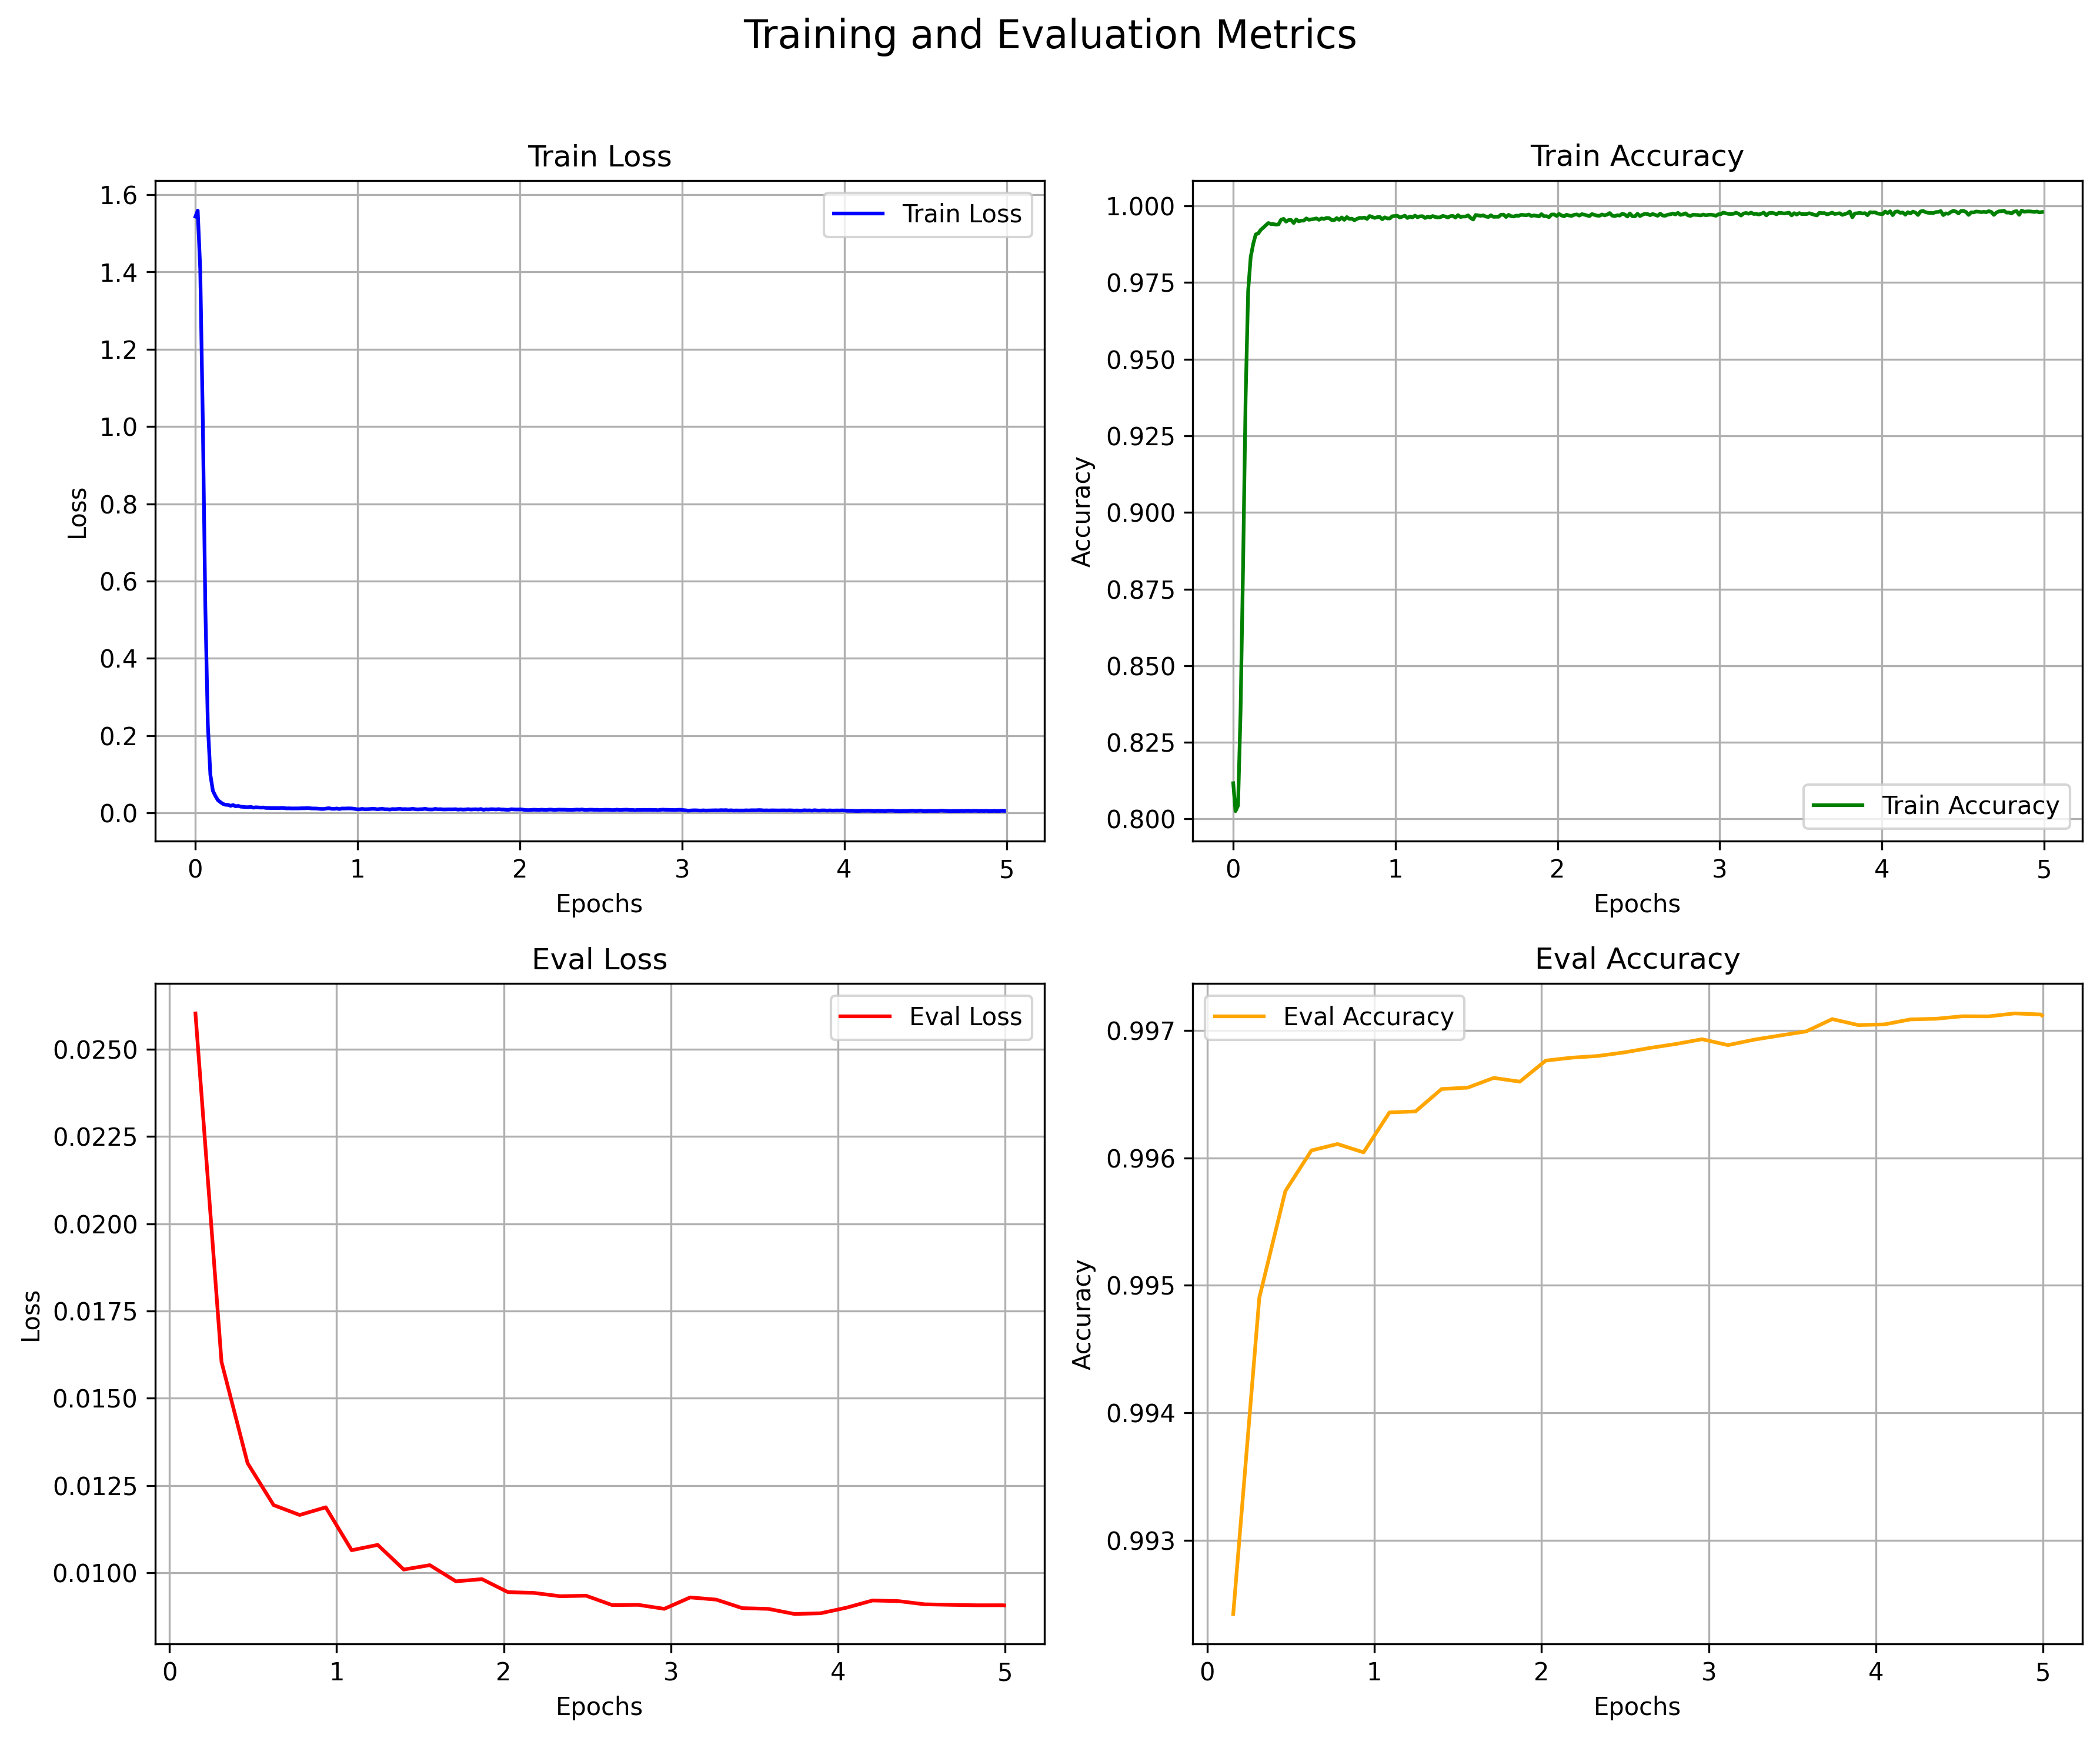 Training and Evaluation Metrics
Train Loss
Loss
1.6
1.4
1.2
1.0
0.8
0.6
0.4
0.2
0.0
Train Loss
0 1 2 3 4 5
Epochs
Train Accuracy
Accuracy
1.000
0.975
0.950
0.925
0.900
0.875
0.850
0.825
0.800
Train Accuracy
0 1 2 3 4 5
Epochs
Eval Loss
Loss
0.0250
0.0225
0.0200
0.0175
0.0150
0.0125
0.0100
Eval Loss
0 1 2 3 4 5
Epochs
Eval Accuracy
Accuracy
0.997
0.996
0.995
0.994
0.993
Eval Accuracy
0 1 2 3 4 5
Epochs